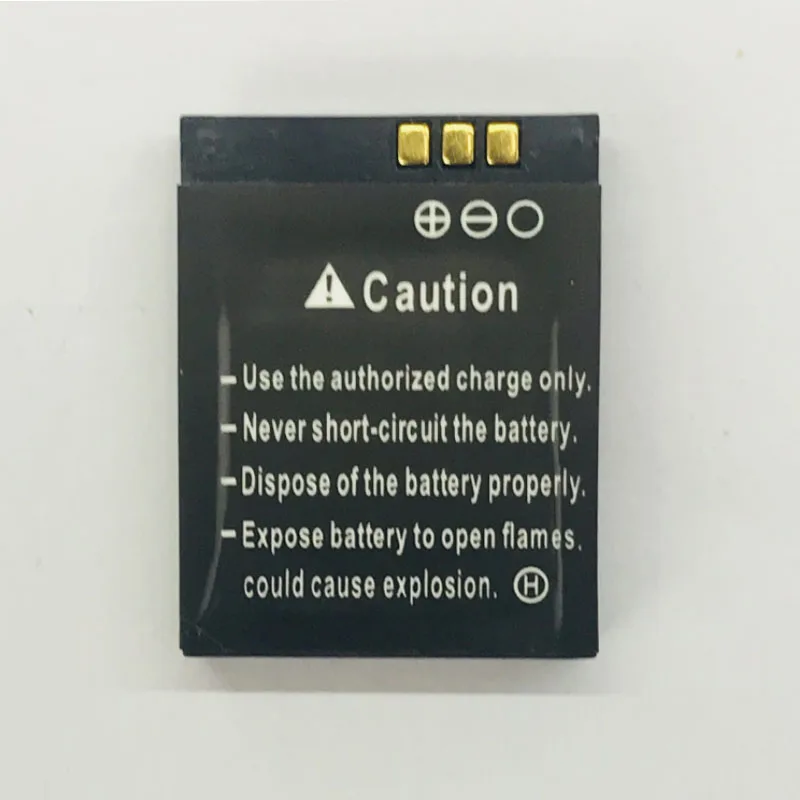 ⊕ ⊖ ○
⚠ Caution
– Use the authorized charge only.
– Never short-circuit the battery.
– Dispose of the battery properly.
– Expose battery to open flames.
could cause explosion. Ⓗ